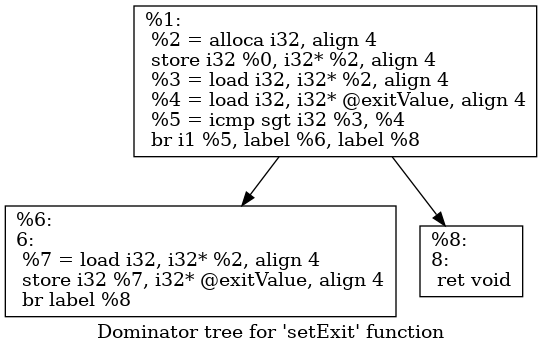 %1:
%2 = alloca i32, align 4
store i32 %0, i32* %2, align 4
%3 = load i32, i32* %2, align 4
%4 = load i32, i32* @exitValue, align 4
%5 = icmp sgt i32 %3, %4
br i1 %5, label %6, label %8
%6:
6:
%7 = load i32, i32* %2, align 4
store i32 %7, i32* @exitValue, align 4
br label %8
%8:
8:
ret void
Dominator tree for 'setExit' function